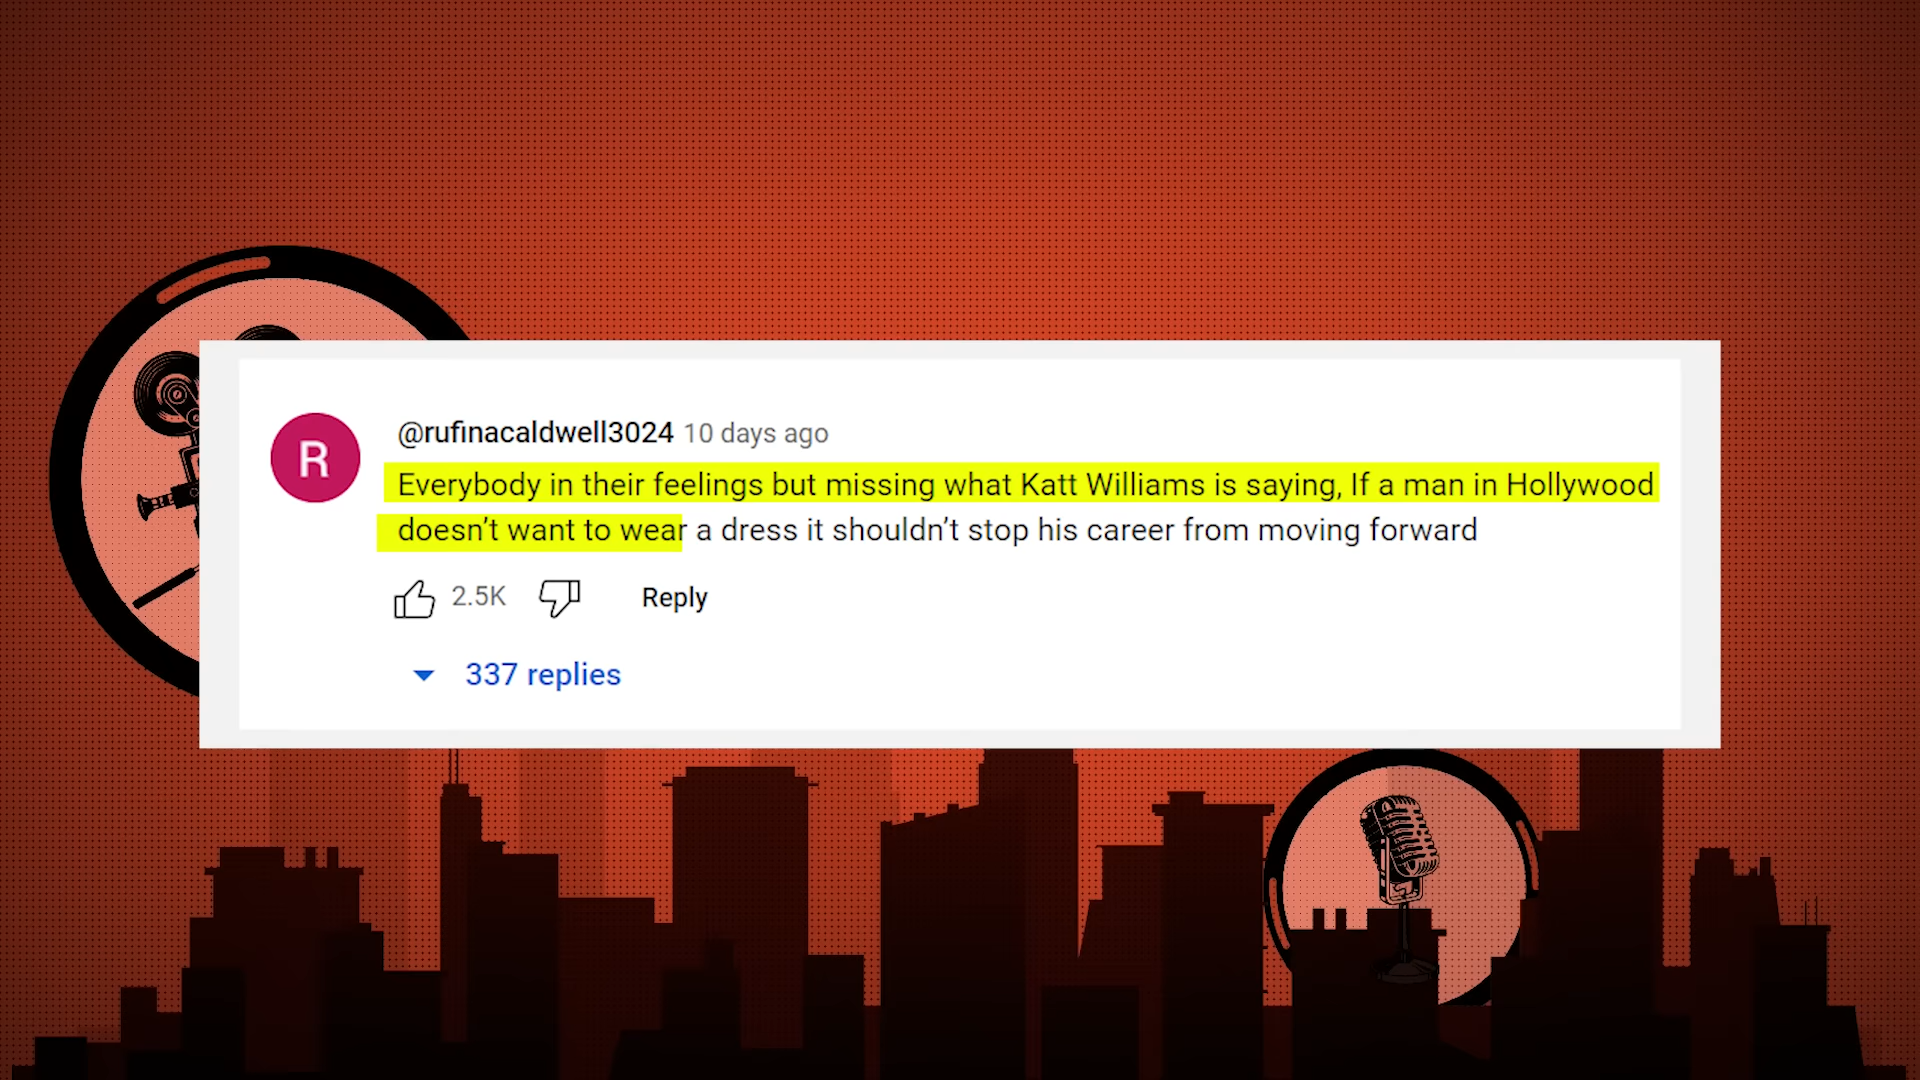 R
@rufinacaldwell3024 10 days ago
Everybody in their feelings but missing what Katt Williams is saying, If a man in Hollywood
doesn’t want to wear a dress it shouldn’t stop his career from moving forward
2.5K Reply
337 replies